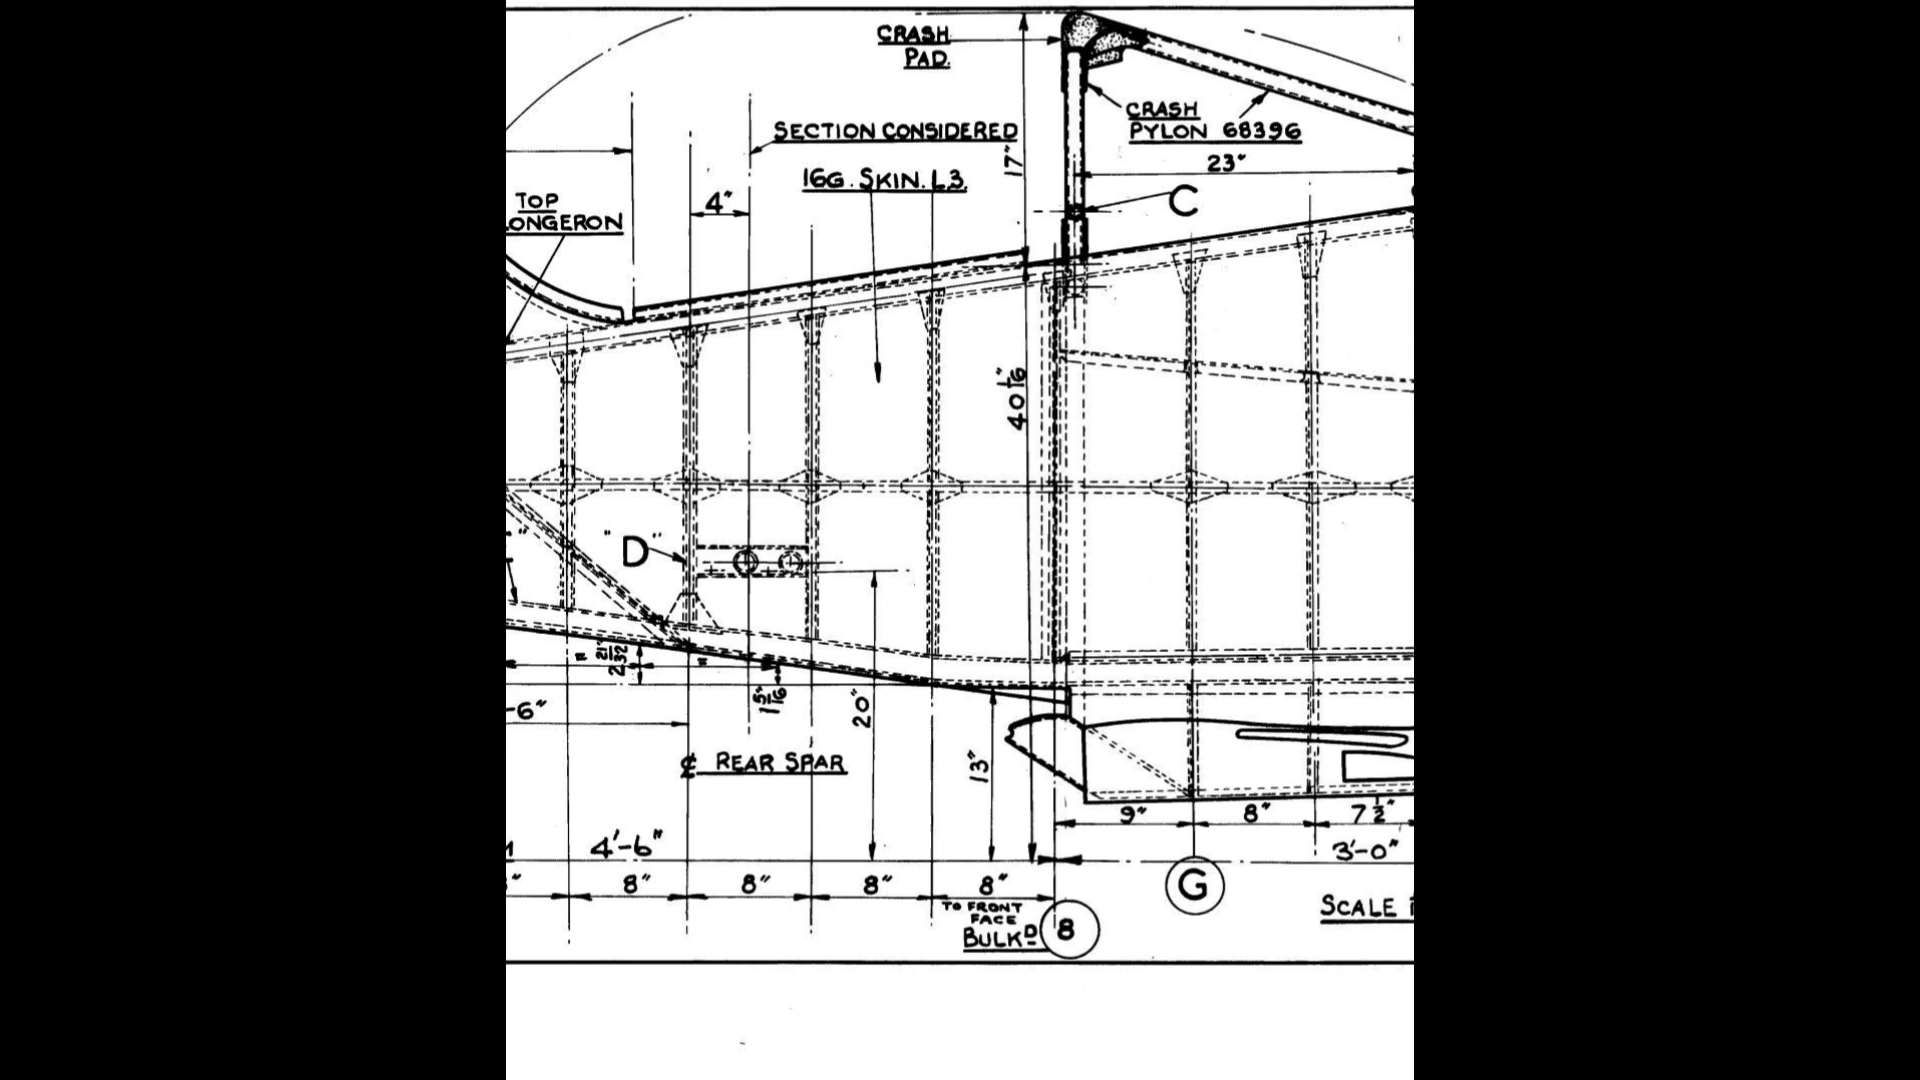 CRASH
PAD.
CRASH
PYLON 68396
SECTION CONSIDERED
17"
23"
16G. SKIN. L.3.
C
TOP
LONGERON
4"
40 1/16"
"D"
=
2 21/32"
=
1 5/16"
20"
-6"
℄ REAR SPAR
13"
9"
8"
7 1/2"
4'-6"
3'-0"
G
8"
8"
8"
8"
TO FRONT
FACE
BULKD
8
SCALE